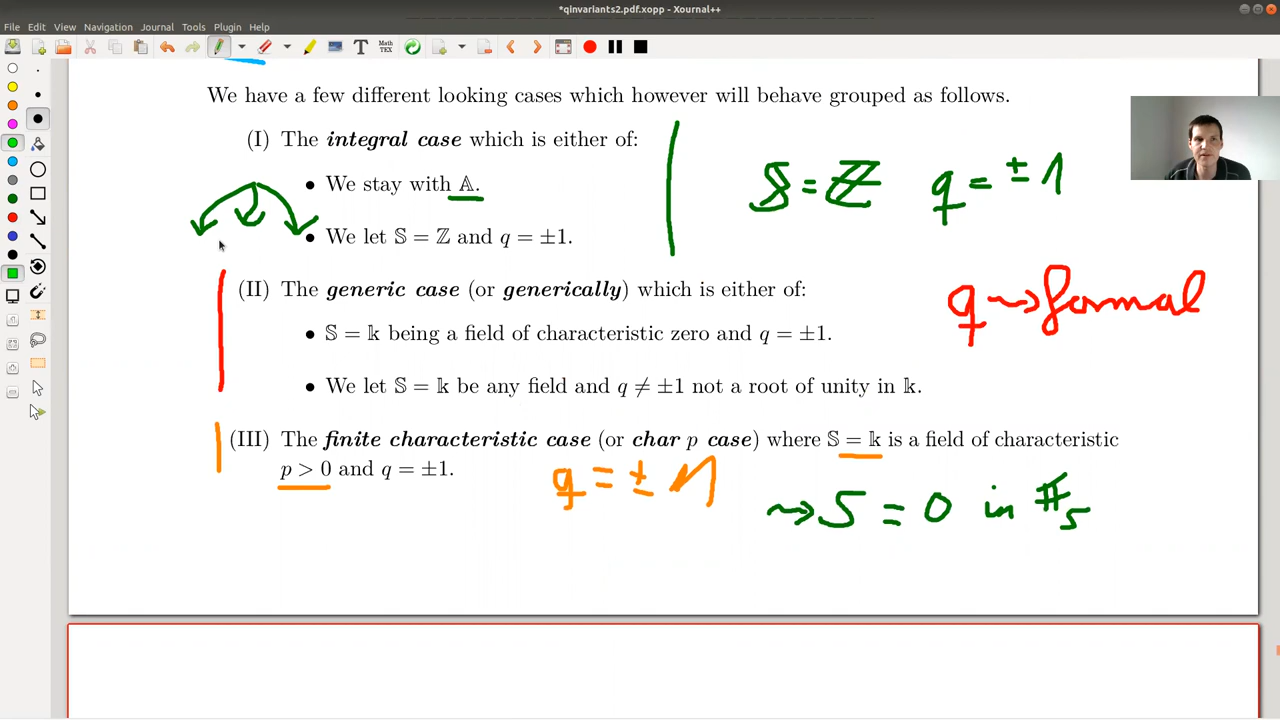 *qinvariants2.pdf.xopp - Xournal++
File Edit View Navigation Journal Tools Plugin Help
T Math TEX
We have a few different looking cases which however will behave grouped as follows.
(I) The integral case which is either of:
• We stay with 𝔸.
𝕊 = ℤ q = ±1
• We let 𝕊 = ℤ and q = ±1.
(II) The generic case (or generically) which is either of:
q ⇝ formal
• 𝕊 = 𝕜 being a field of characteristic zero and q = ±1.
• We let 𝕊 = 𝕜 be any field and q ≠ ±1 not a root of unity in 𝕜.
(III) The finite characteristic case (or char p case) where 𝕊 = 𝕜 is a field of characteristic
p > 0 and q = ±1.
q = ±1
⇝ 5 = 0 in 𝔽₅